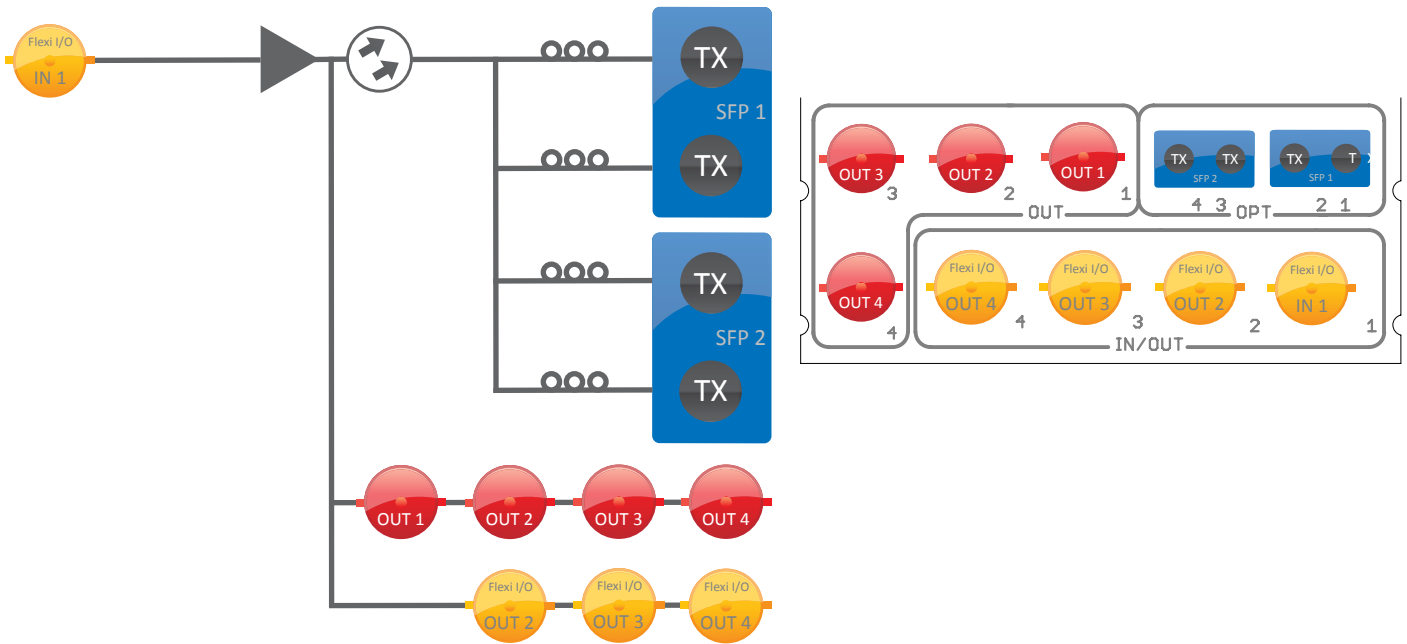 Flexi I/O
IN 1
TX
SFP 1
TX
TX
SFP 2
TX
OUT 1
OUT 2
OUT 3
OUT 4
Flexi I/O
OUT 2
Flexi I/O
OUT 3
Flexi I/O
OUT 4
OUT 3
3
OUT 2
2
OUT 1
1
OUT
TX
TX
SFP 2
4 3
TX
T x
SFP 1
2 1
OPT
OUT 4
4
Flexi I/O
OUT 4
4
Flexi I/O
OUT 3
3
Flexi I/O
OUT 2
2
Flexi I/O
IN 1
1
IN/OUT